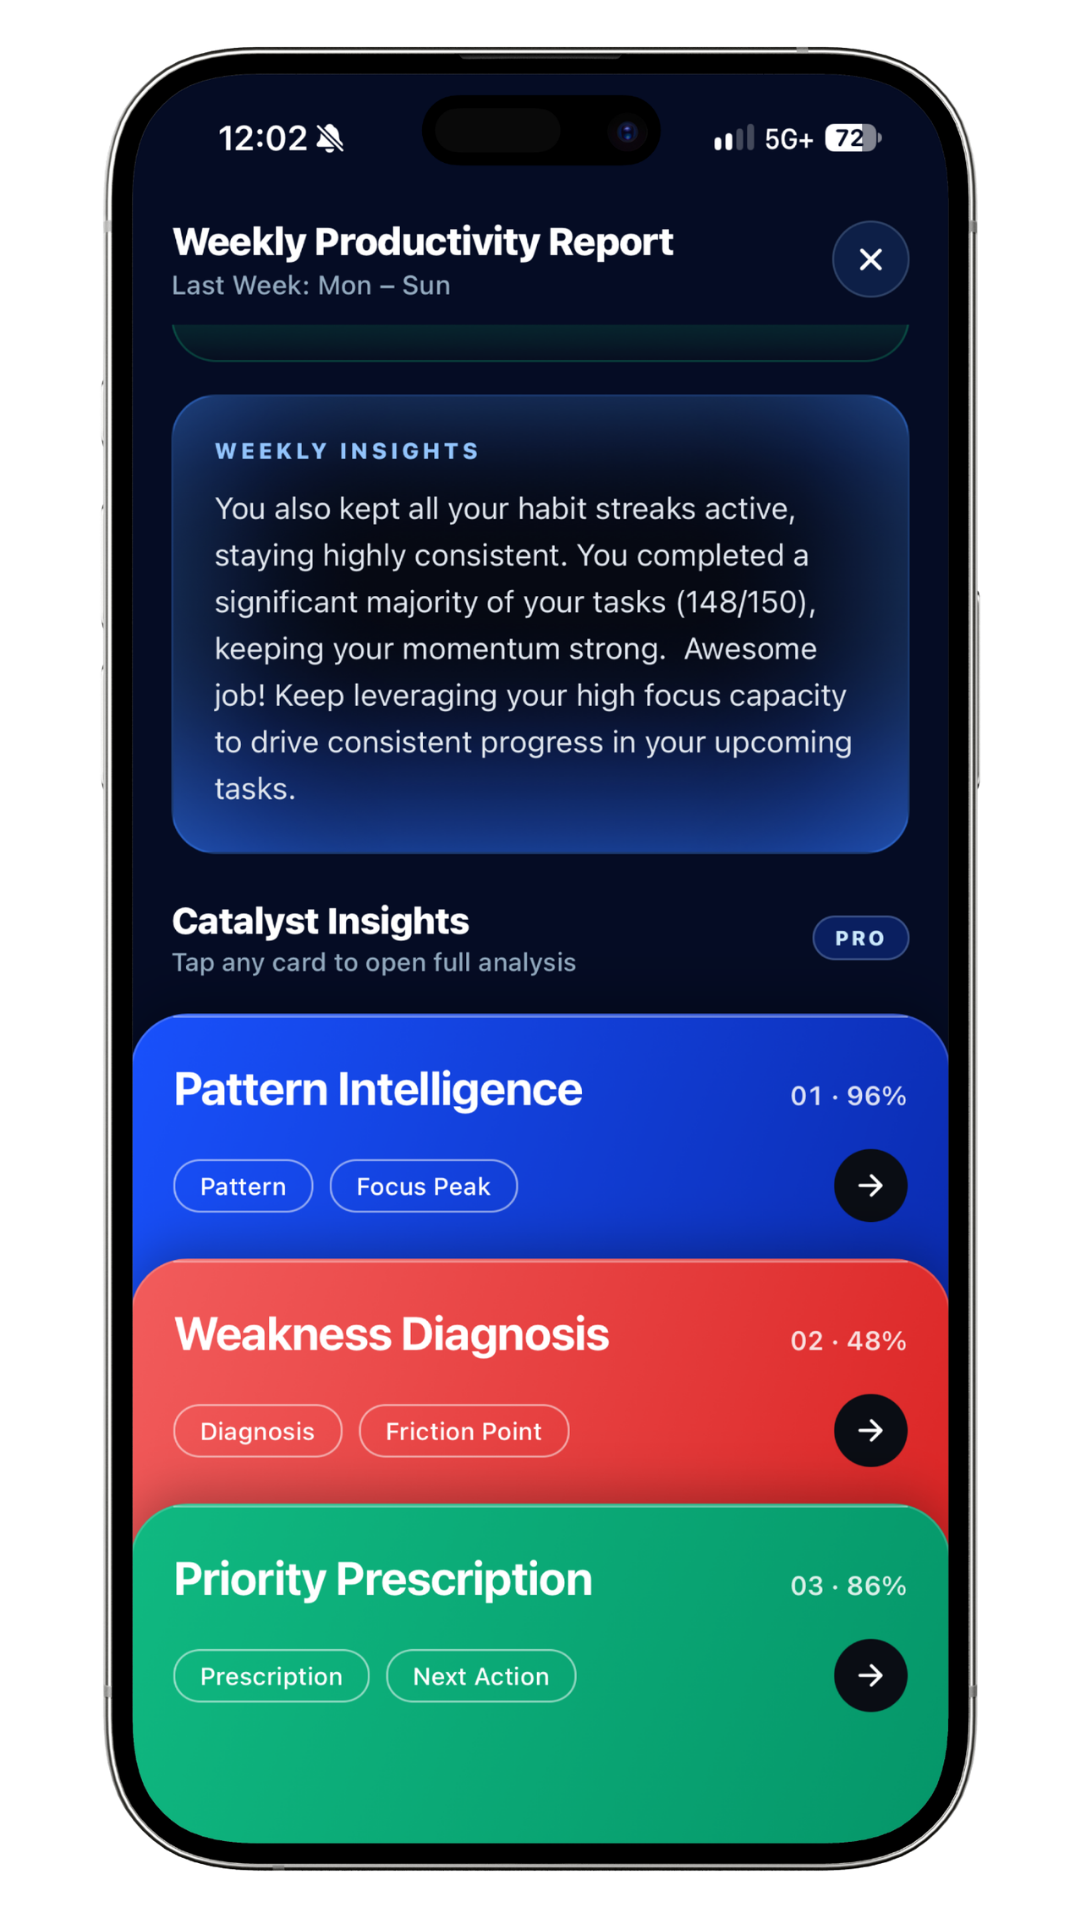 12:02
5G+
72
Weekly Productivity Report
Last Week: Mon – Sun
WEEKLY INSIGHTS
You also kept all your habit streaks active,
staying highly consistent. You completed a
significant majority of your tasks (148/150),
keeping your momentum strong.  Awesome
job! Keep leveraging your high focus capacity
to drive consistent progress in your upcoming
tasks.
Catalyst Insights
PRO
Tap any card to open full analysis
Pattern Intelligence
01 · 96%
Pattern
Focus Peak
Weakness Diagnosis
02 · 48%
Diagnosis
Friction Point
Priority Prescription
03 · 86%
Prescription
Next Action